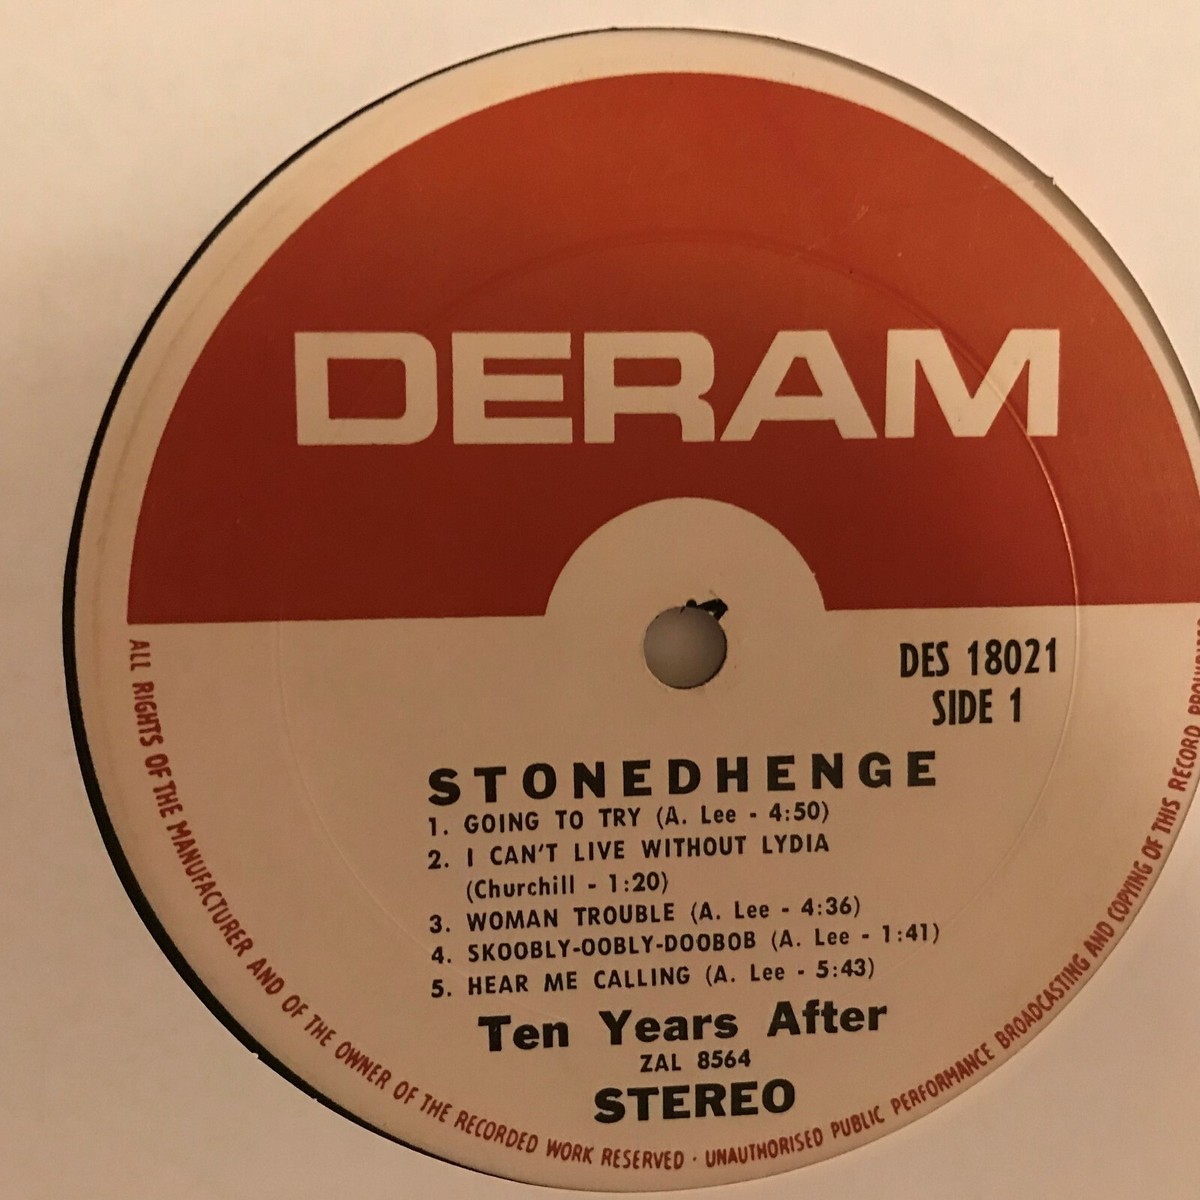 DERAM
DES 18021
SIDE 1
STONEDHENGE
1. GOING TO TRY (A. Lee - 4:50)
2. I CAN'T LIVE WITHOUT LYDIA
(Churchill - 1:20)
3. WOMAN TROUBLE (A. Lee - 4:36)
4. SKOOBLY-OOBLY-DOOBOB (A. Lee - 1:41)
5. HEAR ME CALLING (A. Lee - 5:43)
Ten Years After
ZAL 8564
STEREO
ALL RIGHTS OF THE MANUFACTURER AND OF THE OWNER OF THE RECORDED WORK RESERVED · UNAUTHORISED PUBLIC PERFORMANCE BROADCASTING AND COPYING OF THIS RECORD